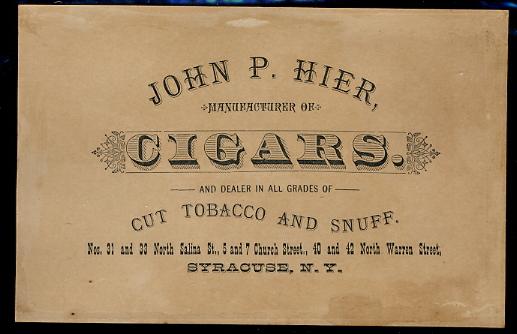 JOHN P. HIER,
MANUFACTURER OF
CIGARS.
AND DEALER IN ALL GRADES OF
CUT TOBACCO AND SNUFF.
Nos. 31 and 33 North Salina St., 5 and 7 Church Street., 40 and 42 North Warren Street,
SYRACUSE, N. Y.